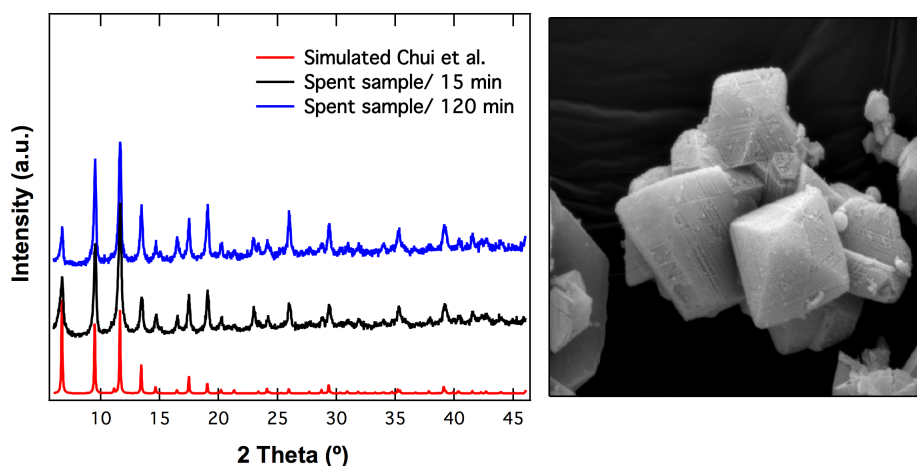 Simulated Chui et al.
Spent sample/ 15 min
Spent sample/ 120 min
Intensity (a.u.)
10 15 20 25 30 35 40 45
2 Theta (º)